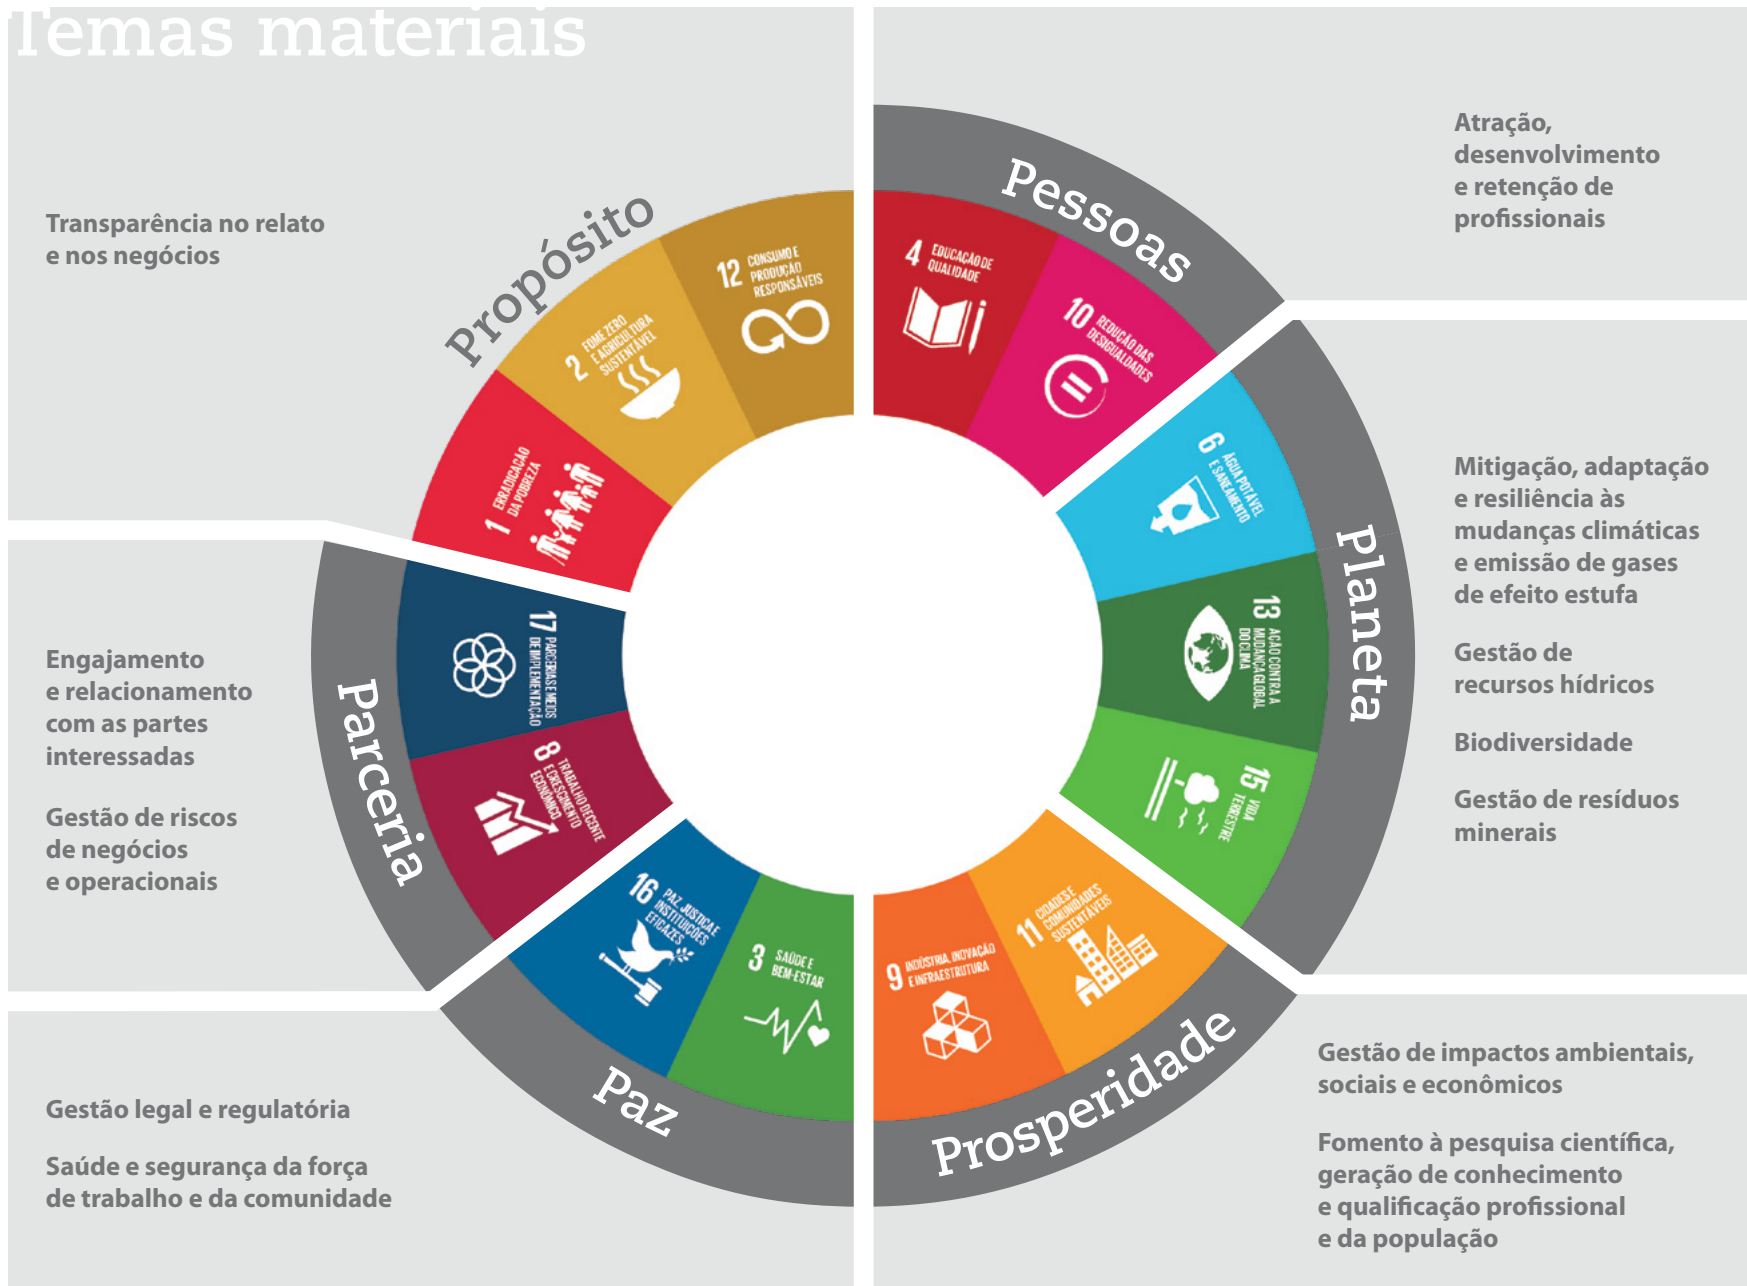 Temas materiais
Transparência no relato
e nos negócios
Propósito
1
ERRADICAÇÃO
DA POBREZA
2
FOME ZERO
E AGRICULTURA
SUSTENTÁVEL
12
CONSUMO E
PRODUÇÃO
RESPONSÁVEIS
Pessoas
4
EDUCAÇÃO DE
QUALIDADE
10
REDUÇÃO DAS
DESIGUALDADES
Atração,
desenvolvimento
e retenção de
profissionais
Planeta
6
ÁGUA POTÁVEL
E SANEAMENTO
13
AÇÃO CONTRA A
MUDANÇA GLOBAL
DO CLIMA
15
VIDA
TERRESTRE
Mitigação, adaptação
e resiliência às
mudanças climáticas
e emissão de gases
de efeito estufa
Gestão de
recursos hídricos
Biodiversidade
Gestão de resíduos
minerais
Prosperidade
11
CIDADES E
COMUNIDADES
SUSTENTÁVEIS
9
INDÚSTRIA, INOVAÇÃO
E INFRAESTRUTURA
Gestão de impactos ambientais,
sociais e econômicos
Fomento à pesquisa científica,
geração de conhecimento
e qualificação profissional
e da população
Paz
3
SAÚDE E
BEM-ESTAR
16
PAZ, JUSTIÇA E
INSTITUIÇÕES
EFICAZES
Gestão legal e regulatória
Saúde e segurança da força
de trabalho e da comunidade
Parceria
8
TRABALHO DECENTE
E CRESCIMENTO
ECONÔMICO
17
PARCERIAS E MEIOS
DE IMPLEMENTAÇÃO
Engajamento
e relacionamento
com as partes
interessadas
Gestão de riscos
de negócios
e operacionais